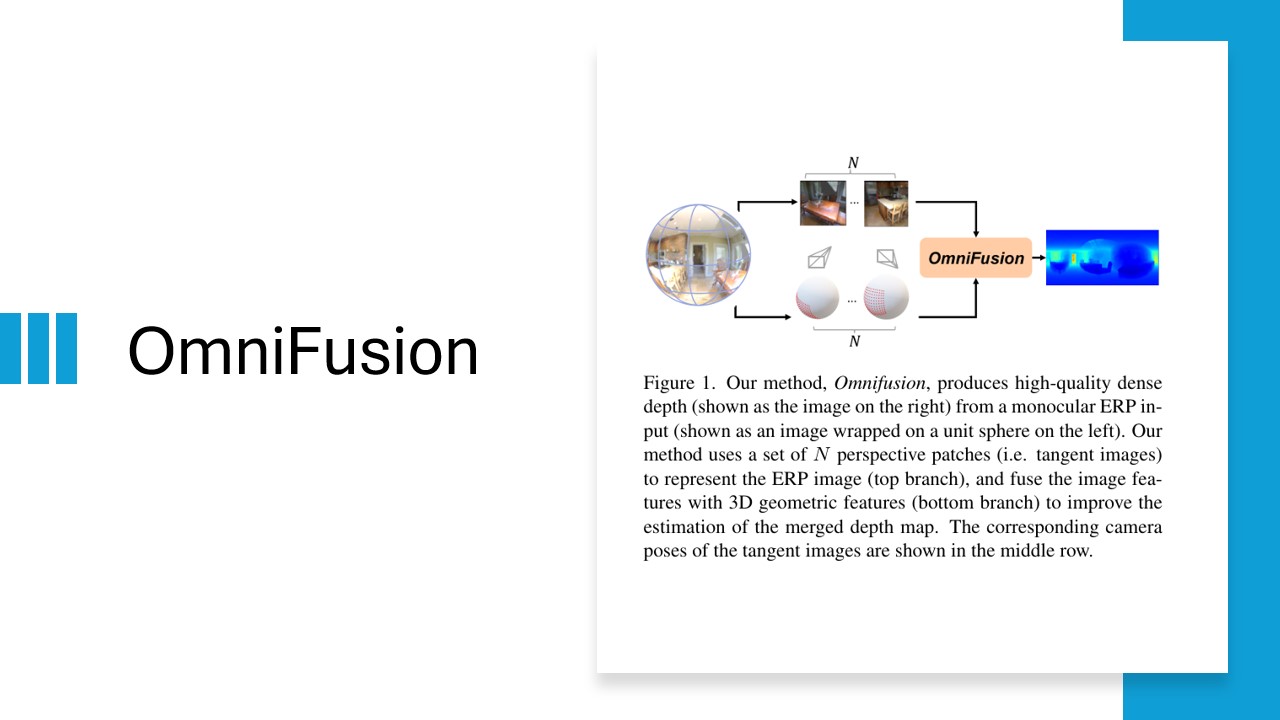 OmniFusion
N
...
OmniFusion
...
N
Figure 1. Our method, Omnifusion, produces high-quality dense
depth (shown as the image on the right) from a monocular ERP in-
put (shown as an image wrapped on a unit sphere on the left). Our
method uses a set of N perspective patches (i.e. tangent images)
to represent the ERP image (top branch), and fuse the image fea-
tures with 3D geometric features (bottom branch) to improve the
estimation of the merged depth map. The corresponding camera
poses of the tangent images are shown in the middle row.